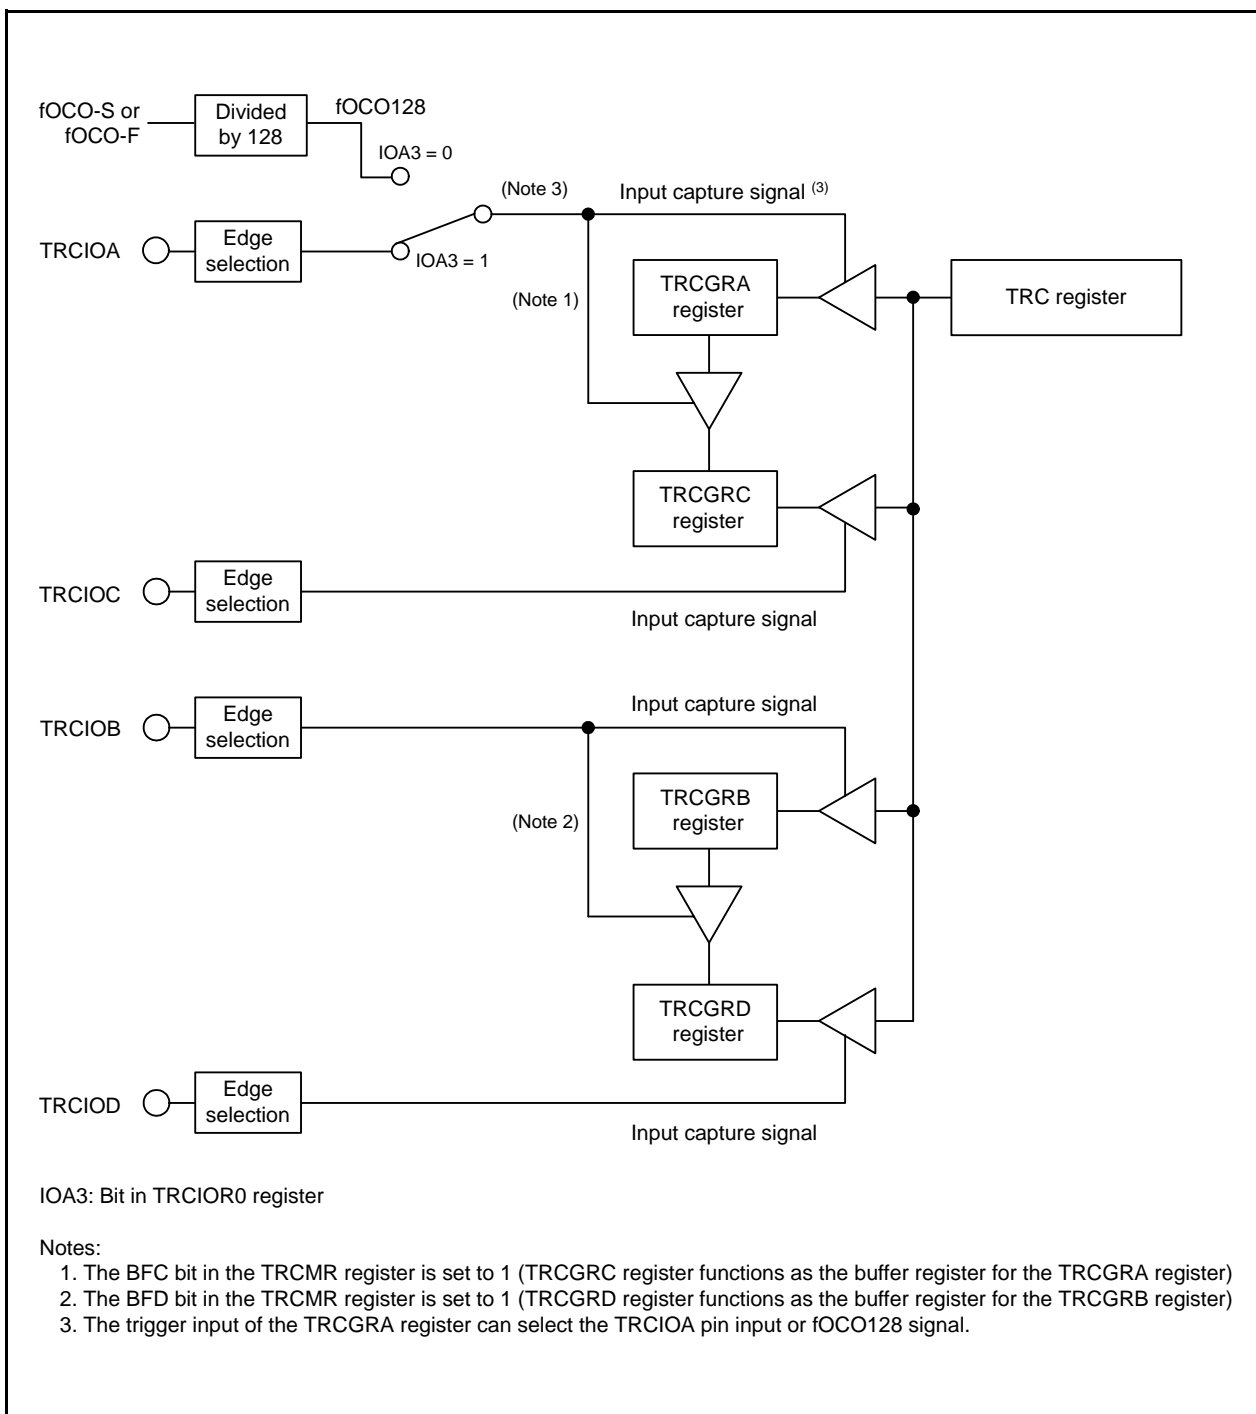 fOCO-S or
fOCO-F
Divided
by 128
fOCO128
IOA3 = 0
(Note 3)
Input capture signal (3)
TRCIOA
Edge
selection
IOA3 = 1
(Note 1)
TRCGRA
register
TRC register
TRCGRC
register
TRCIOC
Edge
selection
Input capture signal
TRCIOB
Edge
selection
Input capture signal
(Note 2)
TRCGRB
register
TRCGRD
register
TRCIOD
Edge
selection
Input capture signal
IOA3: Bit in TRCIOR0 register
Notes:
1. The BFC bit in the TRCMR register is set to 1 (TRCGRC register functions as the buffer register for the TRCGRA register)
2. The BFD bit in the TRCMR register is set to 1 (TRCGRD register functions as the buffer register for the TRCGRB register)
3. The trigger input of the TRCGRA register can select the TRCIOA pin input or fOCO128 signal.